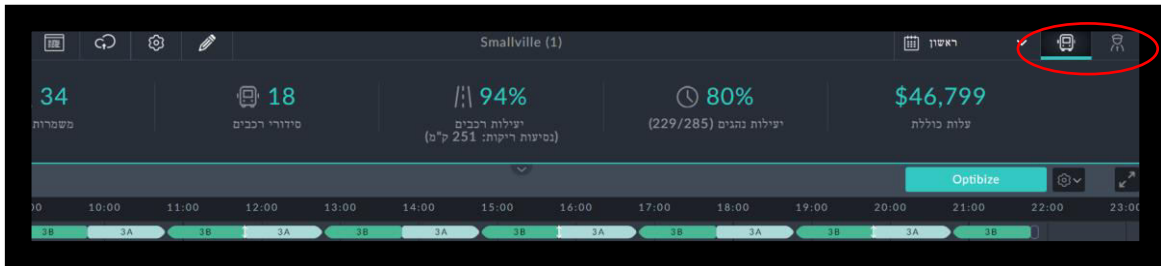 Smallville (1)
ראשון
34
משמרות
18
סידורי רכבים
94%
יעילות רכבים
(נסיעות ריקות: 251 ק"מ)
80%
יעילות נהגים (229/285)
$46,799
עלות כוללת
Optibize
10:00 11:00 12:00 13:00 14:00 15:00 16:00 17:00 18:00 19:00 20:00 21:00 22:00 23:00
3B 3A 3B 3A 3B 3A 3B 3A 3B 3A 3B 3A 3B